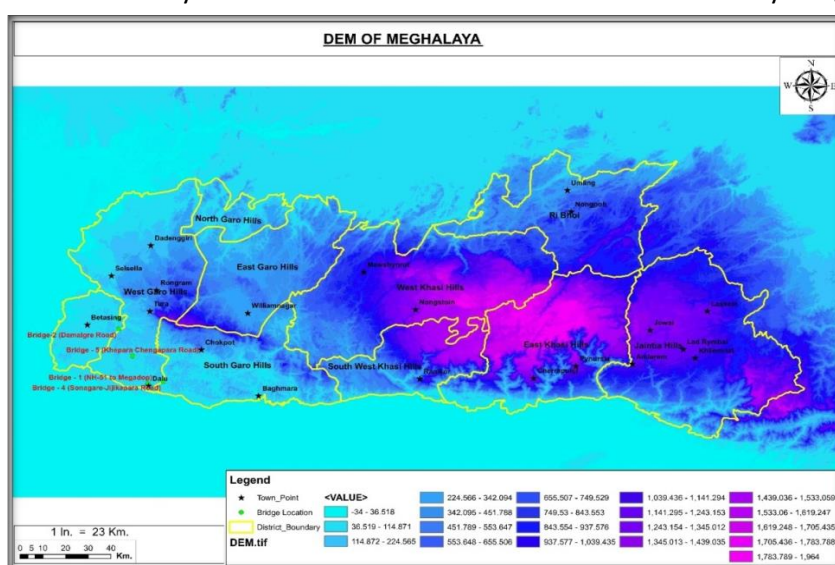 DEM OF MEGHALAYA
N
W
E
S
Umling
Nongpoh
Ri Bhoi
North Garo Hills
Dadenggiri
East Garo Hills
Selsella
Rongram
West Garo Hills
Tura
Williamnagar
West Khasi Hills
Nongstoin
Betasing
Bridge-2 (Damalgre Road)
Jowai
East Khasi Hills
Jaintia Hills
Chokpot
Bridge - 5 (Khepara Chengapara Road)
South Garo Hills
South West Khasi Hills
Bridge - 1 (NH-51 to Megadop)
Dalu
Bridge - 4 (Sanagare-Jijikapara Road)
Baghmara
Legend
Town_Point
Bridge Location
District_Boundary
DEM.tif
<VALUE>
-34 - 36.518
36.519 - 114.871
114.872 - 224.565
224.566 - 342.094
342.095 - 451.788
451.789 - 553.647
553.648 - 655.506
655.507 - 749.529
749.53 - 843.553
843.554 - 937.576
937.577 - 1,039.435
1,039.436 - 1,141.294
1,141.295 - 1,243.153
1,243.154 - 1,345.012
1,345.013 - 1,439.035
1,439.036 - 1,533.059
1,533.06 - 1,619.247
1,619.248 - 1,705.435
1,705.436 - 1,783.788
1,783.789 - 1,964
1 In. = 23 Km.
0 5 10 20 30 40
Km.